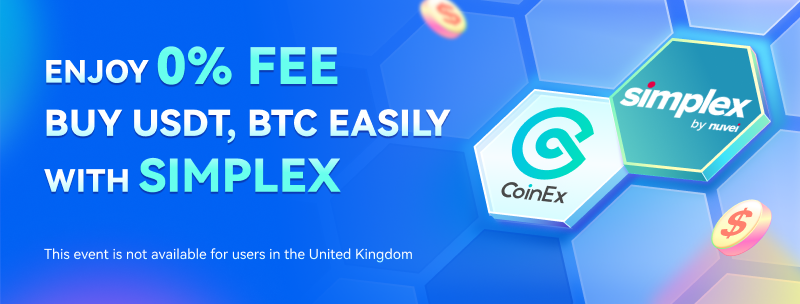 ENJOY 0% FEE
BUY USDT, BTC EASILY
WITH SIMPLEX
This event is not available for users in the United Kingdom
CoinEx
simplex
by nuvei
$
$